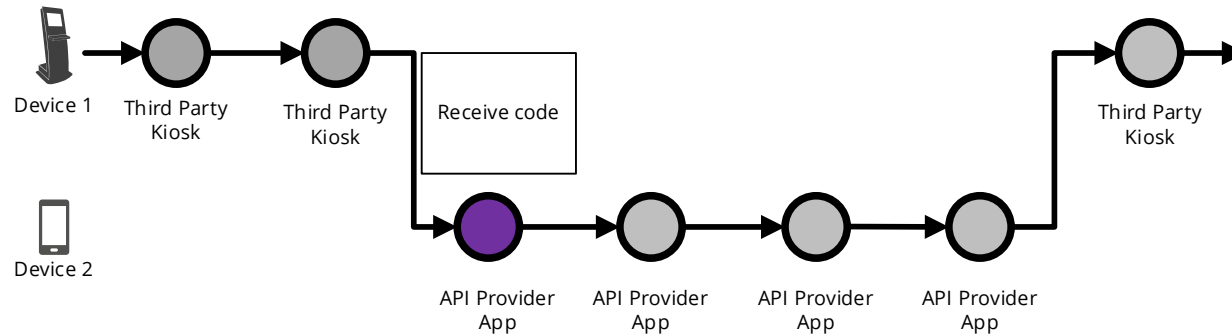 Device 1
Third Party
Kiosk
Third Party
Kiosk
Receive code
Third Party
Kiosk
Device 2
API Provider
App
API Provider
App
API Provider
App
API Provider
App